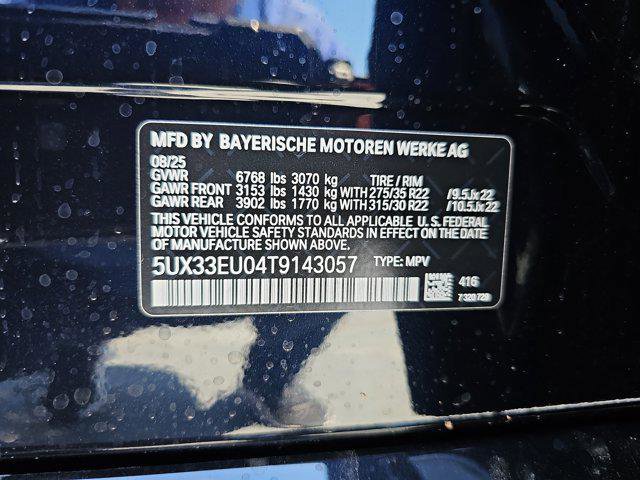 MFD BY BAYERISCHE MOTOREN WERKE AG
08/25
GVWR 6768 lbs 3070 kg TIRE / RIM
GAWR FRONT 3153 lbs 1430 kg WITH 275/35 R22 / 9.5Jx22
GAWR REAR 3902 lbs 1770 kg WITH 315/30 R22 / 10.5Jx22
THIS VEHICLE CONFORMS TO ALL APPLICABLE U. S. FEDERAL
MOTOR VEHICLE SAFETY STANDARDS IN EFFECT ON THE DATE
OF MANUFACTURE SHOWN ABOVE.
5UX33EU04T9143057 TYPE: MPV
416
7 320 729